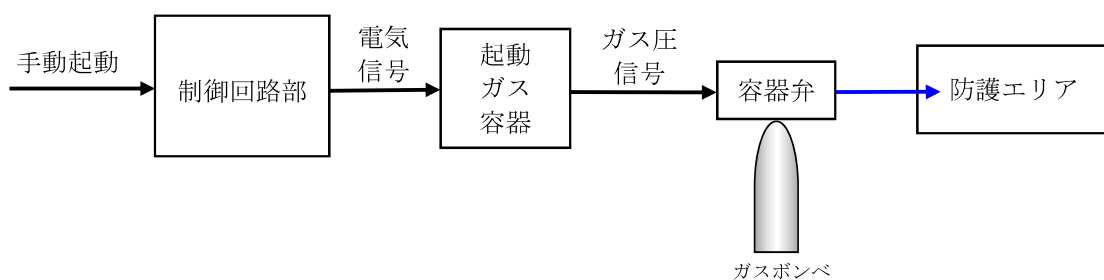 手動起動
制御回路部
電気
信号
起動
ガス
容器
ガス圧
信号
容器弁
防護エリア
ガスボンベ